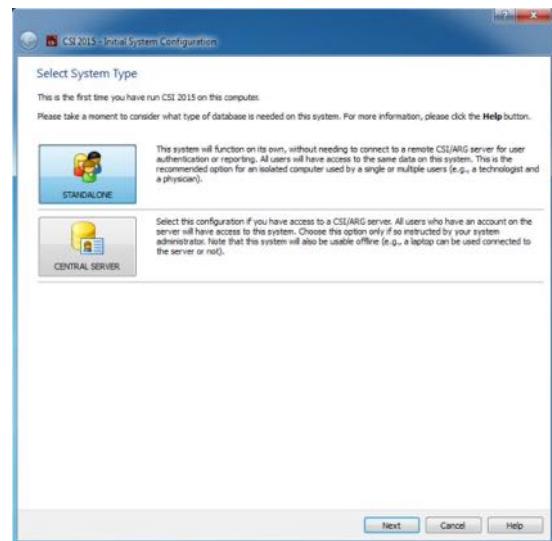 CSI 2015 - Initial System Configuration
Select System Type
This is the first time you have run CSI 2015 on this computer.
Please take a moment to consider what type of database is needed on this system. For more information, please click the Help button.
This system will function on its own, without needing to connect to a remote CSI/ARG server for user
authentication or reporting. All users will have access to the same data on this system. This is the
recommended option for an isolated computer used by a single or multiple users (e.g., a technologist and
a physician).
STANDALONE
Select this configuration if you have access to a CSI/ARG server. All users who have an account on the
server will have access to this system. Choose this option only if so instructed by your system
administrator. Note that this system will also be usable offline (e.g., a laptop can be used connected to
the server or not).
CENTRAL SERVER
Next Cancel Help